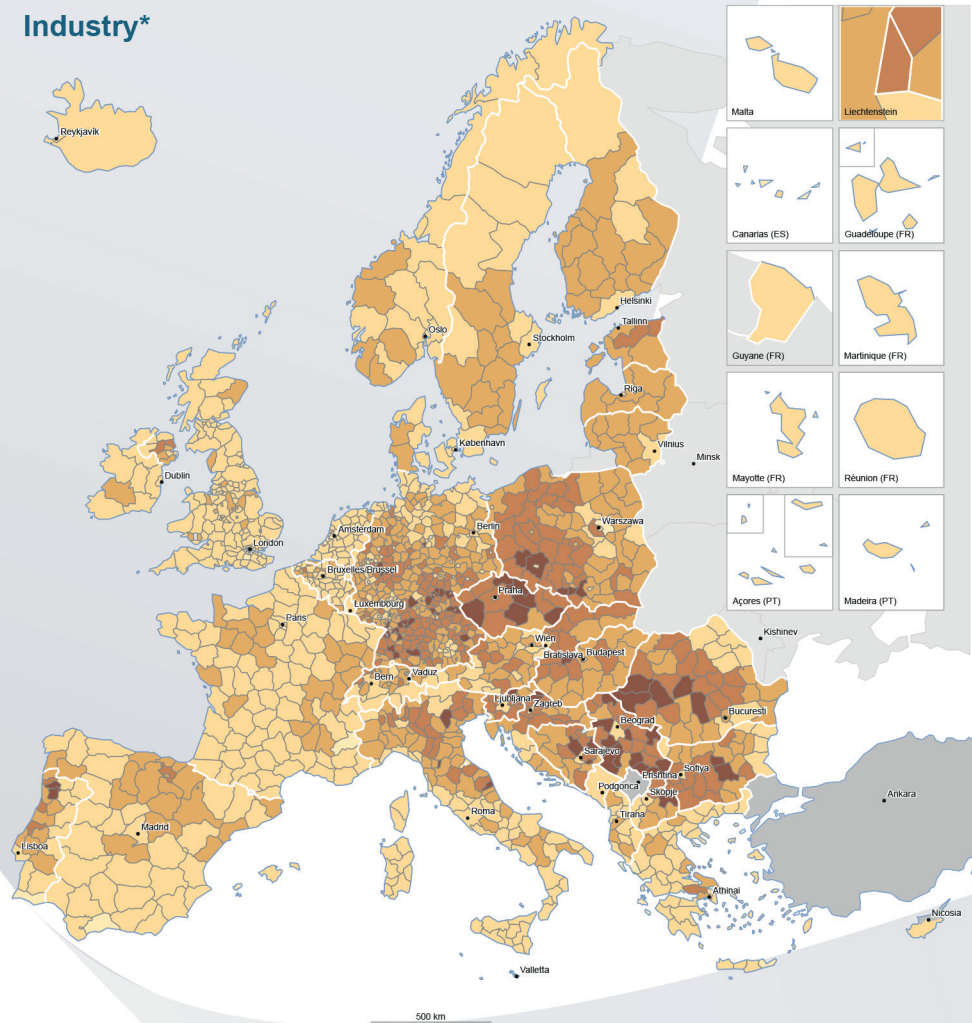 Industry*
Malta
Liechtenstein
Reykjavik
Canarias (ES)
Guadeloupe (FR)
Helsinki
Tallinn
Oslo
Stockholm
Guyane (FR)
Martinique (FR)
Riga
København
Vilnius
Minsk
Dublin
Mayotte (FR)
Réunion (FR)
Berlin
Warszawa
Amsterdam
London
Bruxelles/Brussel
Praha
Luxembourg
Açores (PT)
Madeira (PT)
Paris
Kishinev
Wien
Bratislava
Budapest
Vaduz
Bern
Ljubljana
Zagreb
Bucuresti
Beograd
Sarajevo
Sofiya
Prishtina
Podgorica
Skopje
Ankara
Roma
Tirana
Madrid
Lisboa
Athinai
Nicosia
Valletta
500 km